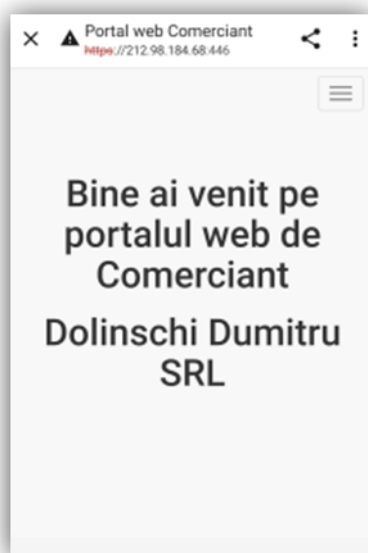 Portal web Comerciant
https://212.98.184.68:446
Bine ai venit pe
portalul web de
Comerciant
Dolinschi Dumitru
SRL